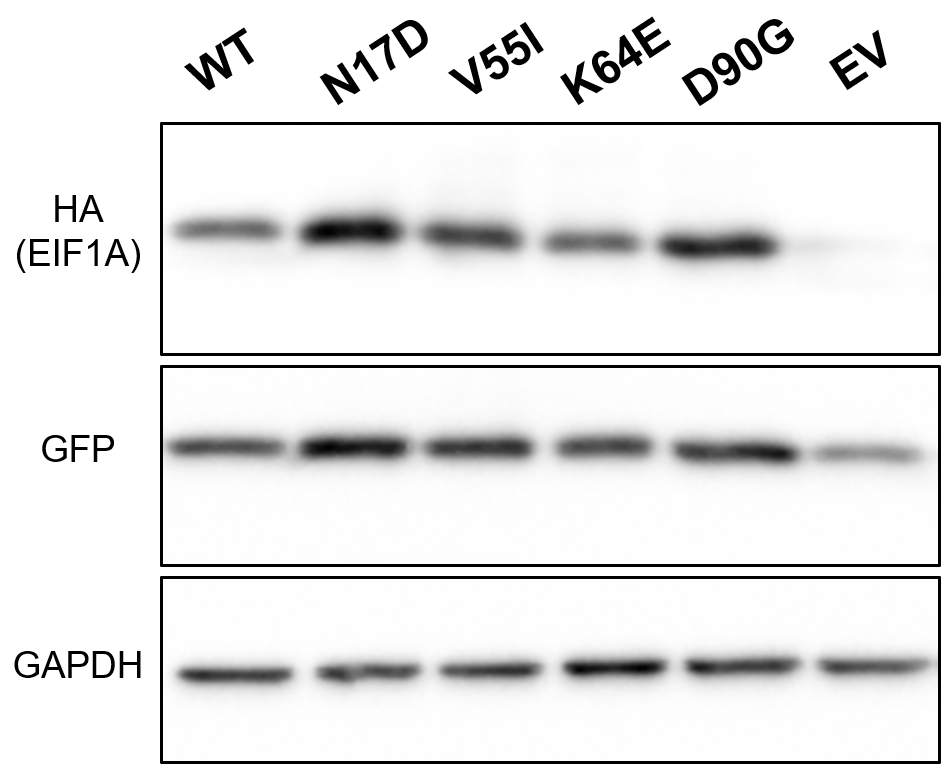 WT N17D V55I K64E D90G EV
HA
(EIF1A)
GFP
GAPDH